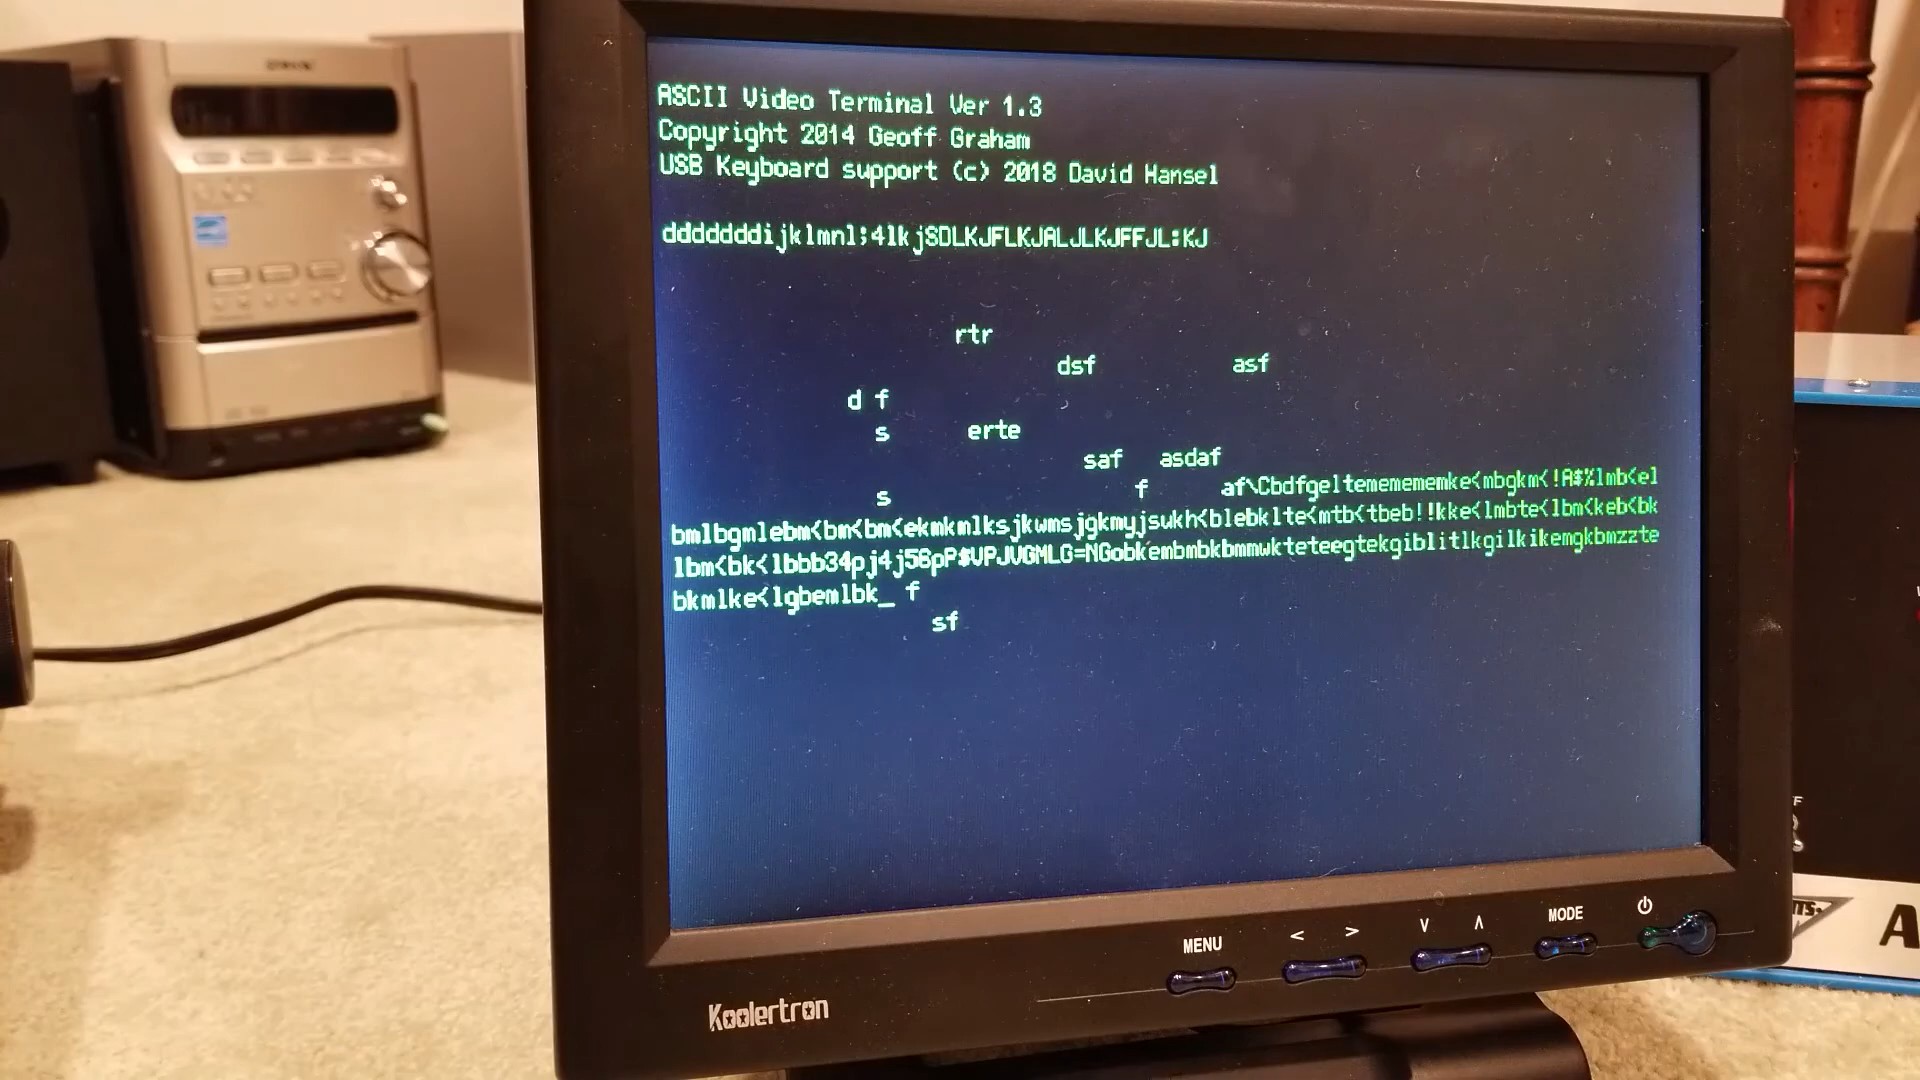 ASCII Video Terminal Ver 1.3
Copyright 2014 Geoff Graham
USB Keyboard support (c) 2018 David Hansel
dddddddijklmnl;4lkjSDLKJFLKJALJLKJFFJL:KJ
rtr
dsf asf
d f
s erte
saf asdaf
s f af\Cbdfgeltemememememke<mbgkm<!A$%lmb<el
bmlbgmlebm<bm<bm<ekmkmlksjkwmsjgkmyjsukh<blebklte<mtb<tbeb!!kke<lmbte<lbm<keb<bk
lbm<bk<lbbb34pj4j56pP$VPJVGMLG=NGobkembmbkbmmwkteteegtekgiblitlkgilkikemgkbmzzte
bkmlke<lgbemlbk_ f
sf
MENU < > V Λ MODE
Koolertron